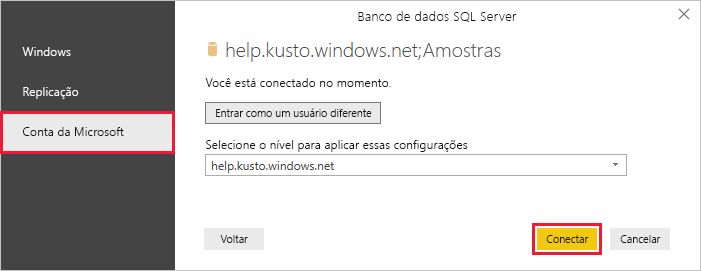 Banco de dados SQL Server
Windows
Replicação
Conta da Microsoft
help.kusto.windows.net;Amostras
Você está conectado no momento.
Entrar como um usuário diferente
Selecione o nível para aplicar essas configurações
help.kusto.windows.net
Voltar
Conectar
Cancelar